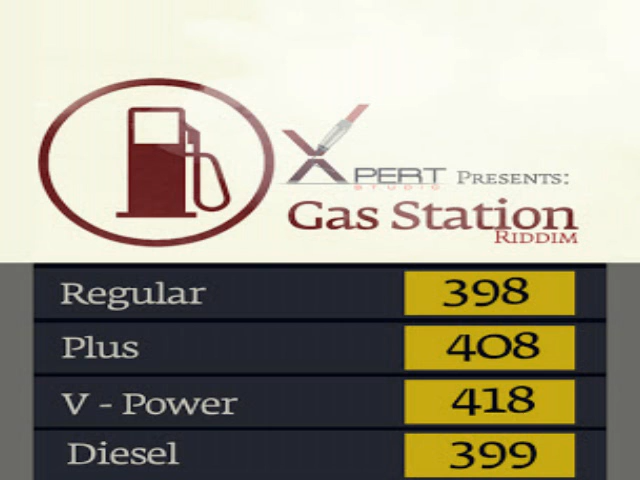 XPERT PRESENTS:
STUDIO
Gas Station
RIDDIM
Regular 398
Plus 408
V - Power 418
Diesel 399